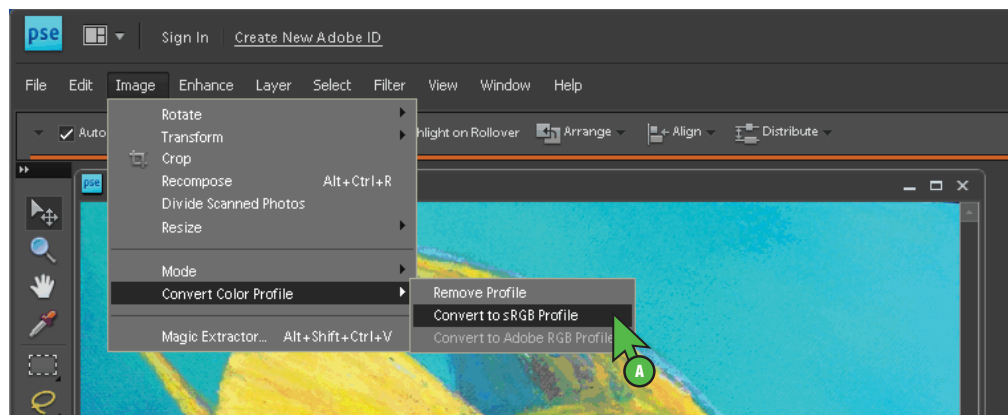 pse
Sign In Create New Adobe ID
File Edit Image Enhance Layer Select Filter View Window Help
Auto
hlight on Rollover Arrange Align Distribute
pse
Rotate
Transform
Crop
Recompose Alt+Ctrl+R
Divide Scanned Photos
Resize
Mode
Convert Color Profile
Magic Extractor... Alt+Shift+Ctrl+V
Remove Profile
Convert to sRGB Profile
Convert to Adobe RGB Profile
A